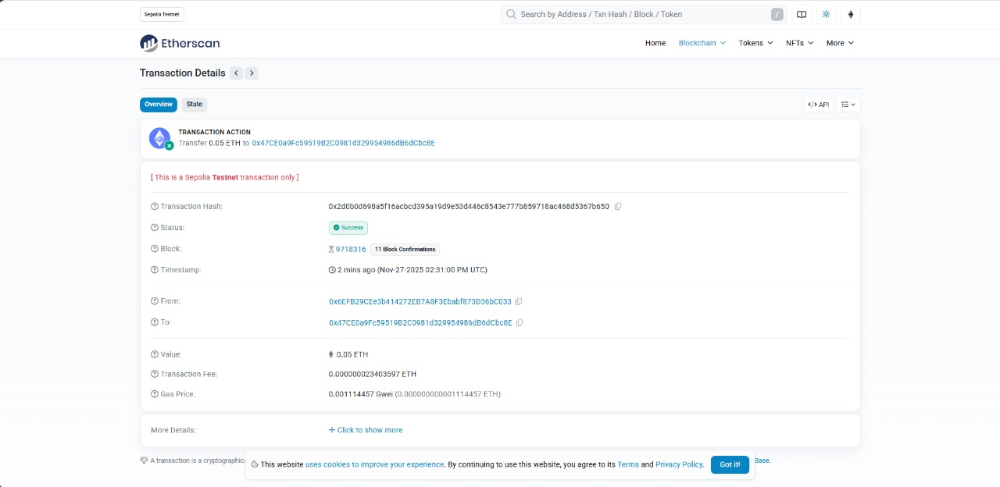 Sepolia Testnet
Search by Address / Txn Hash / Block / Token /
Etherscan
Home Blockchain Tokens NFTs More
Transaction Details
Overview State </> API
TRANSACTION ACTION
Transfer 0.05 ETH to 0x47CE0a9Fc59519B2C0981d329954986dB6dCbc8E
[ This is a Sepolia Testnet transaction only ]
Transaction Hash: 0x2d0b0d698a5f16acbcd395a19d9e53d446c8543e777b859718ac468d5367b650
Status: Success
Block: 9718316 11 Block Confirmations
Timestamp: 2 mins ago (Nov-27-2025 02:31:00 PM UTC)
From: 0x6EFB29CEe3b414272EB7A8F3Ebabf873D36bC033
To: 0x47CE0a9Fc59519B2C0981d329954986dB6dCbc8E
Value: 0.05 ETH
Transaction Fee: 0.000000023403597 ETH
Gas Price: 0.001114457 Gwei (0.000000000001114457 ETH)
More Details: + Click to show more
A transaction is a cryptographica
Base.
This website uses cookies to improve your experience. By continuing to use this website, you agree to its Terms and Privacy Policy. Got it!